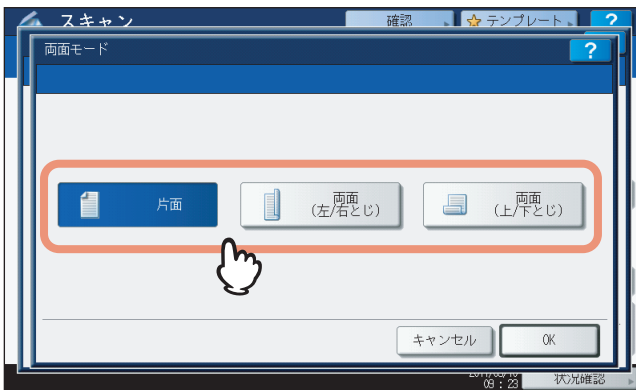 スキャン
確認
テンプレート
?
両面モード
?
片面
両面
(左/右とじ)
両面
(上/下とじ)
キャンセル
OK
09 : 23
状況確認